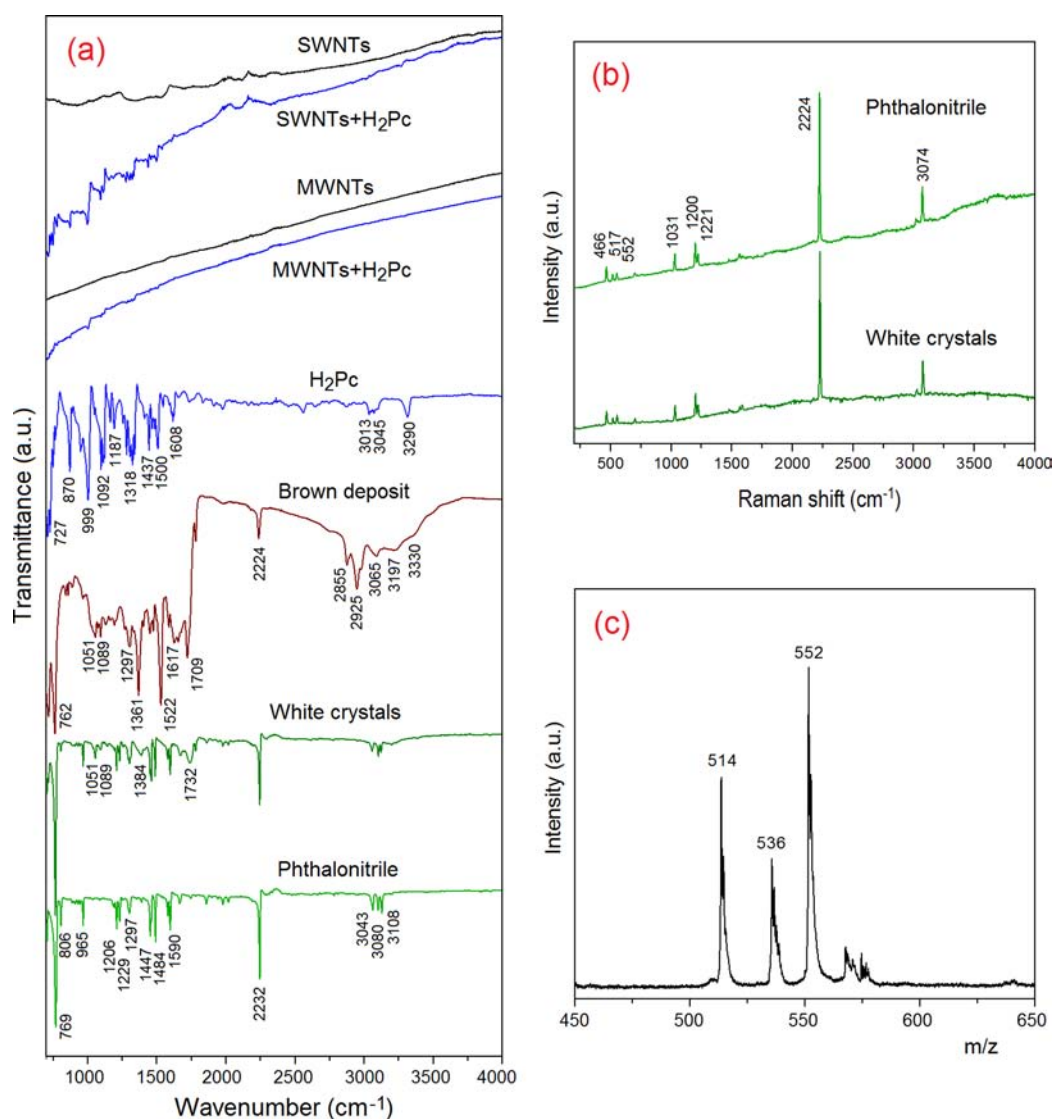 (a)
SWNTs
SWNTs+H₂Pc
MWNTs
MWNTs+H₂Pc
H₂Pc
727
870
999
1092
1187
1318
1437
1500
1608
3013
3045
3290
Brown deposit
762
1051
1089
1297
1361
1522
1617
1709
2224
2855
2925
3065
3197
3330
White crystals
1051
1089
1384
1732
Phthalonitrile
769
806
965
1206
1229
1297
1447
1484
1590
2232
3043
3080
3108
Transmittance (a.u.)
1000 1500 2000 2500 3000 3500 4000
Wavenumber (cm⁻¹)
(b)
2224
Phthalonitrile
3074
466
517
552
1031
1200
1221
White crystals
Intensity (a.u.)
500 1000 1500 2000 2500 3000 3500 4000
Raman shift (cm⁻¹)
(c)
552
514
536
Intensity (a.u.)
450 500 550 600 650
m/z